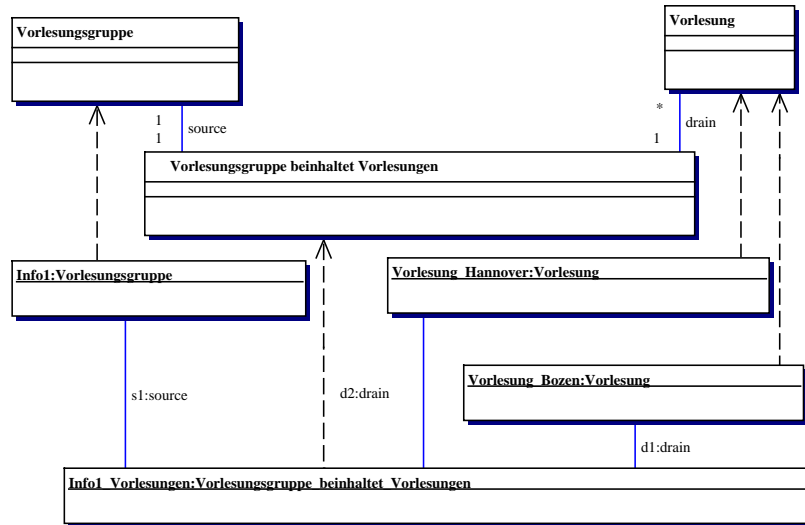 Vorlesungsgruppe
Vorlesung
1
source
1
*
drain
1
Vorlesungsgruppe beinhaltet Vorlesungen
Info1:Vorlesungsgruppe
Vorlesung_Hannover:Vorlesung
Vorlesung_Bozen:Vorlesung
s1:source
d2:drain
d1:drain
Info1_Vorlesungen:Vorlesungsgruppe_beinhaltet_Vorlesungen